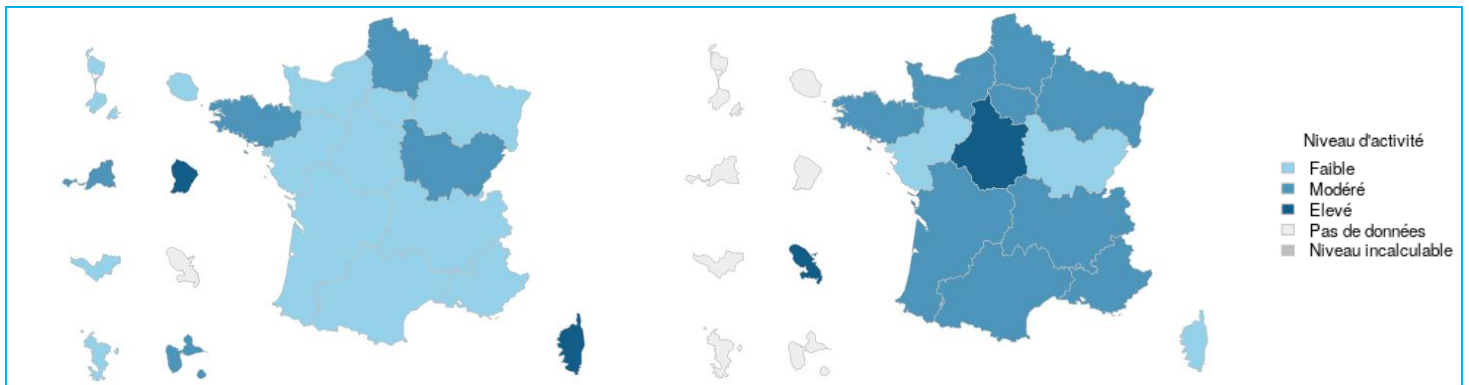 Niveau d'activité
Faible
Modéré
Elevé
Pas de données
Niveau incalculable